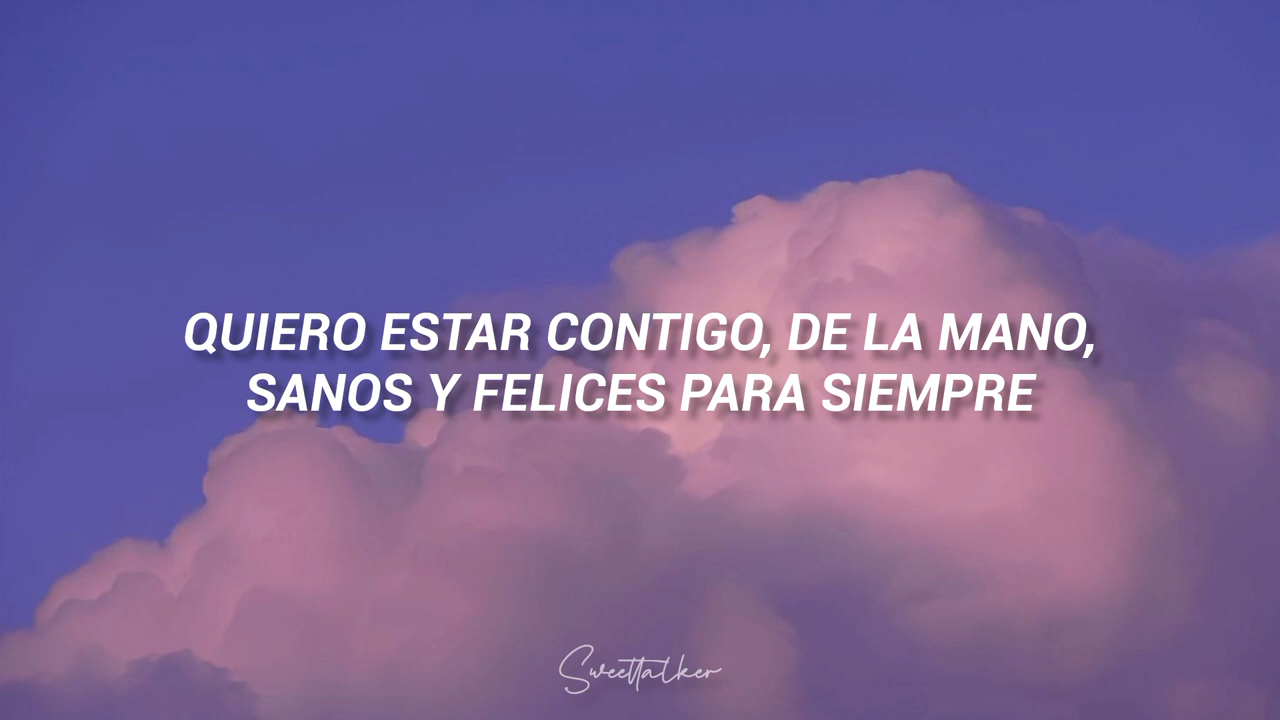 QUIERO ESTAR CONTIGO, DE LA MANO,
SANOS Y FELICES PARA SIEMPRE
Sweettalker